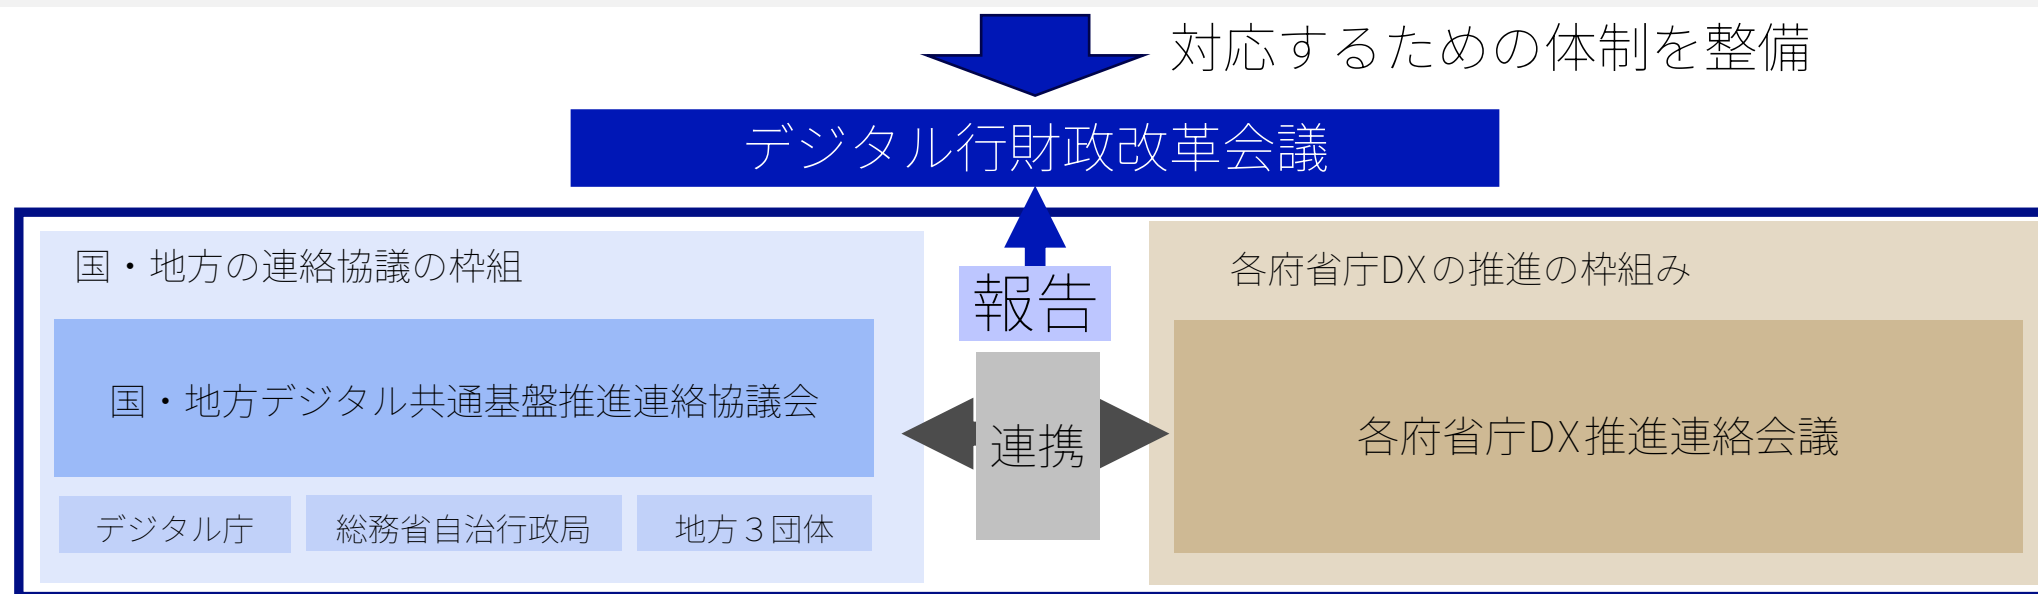 対応するための体制を整備
デジタル行財政改革会議
国・地方の連絡協議の枠組
報告
各府省庁DXの推進の枠組み
国・地方デジタル共通基盤推進連絡協議会
連携
各府省庁DX推進連絡会議
デジタル庁
総務省自治行政局
地方３団体